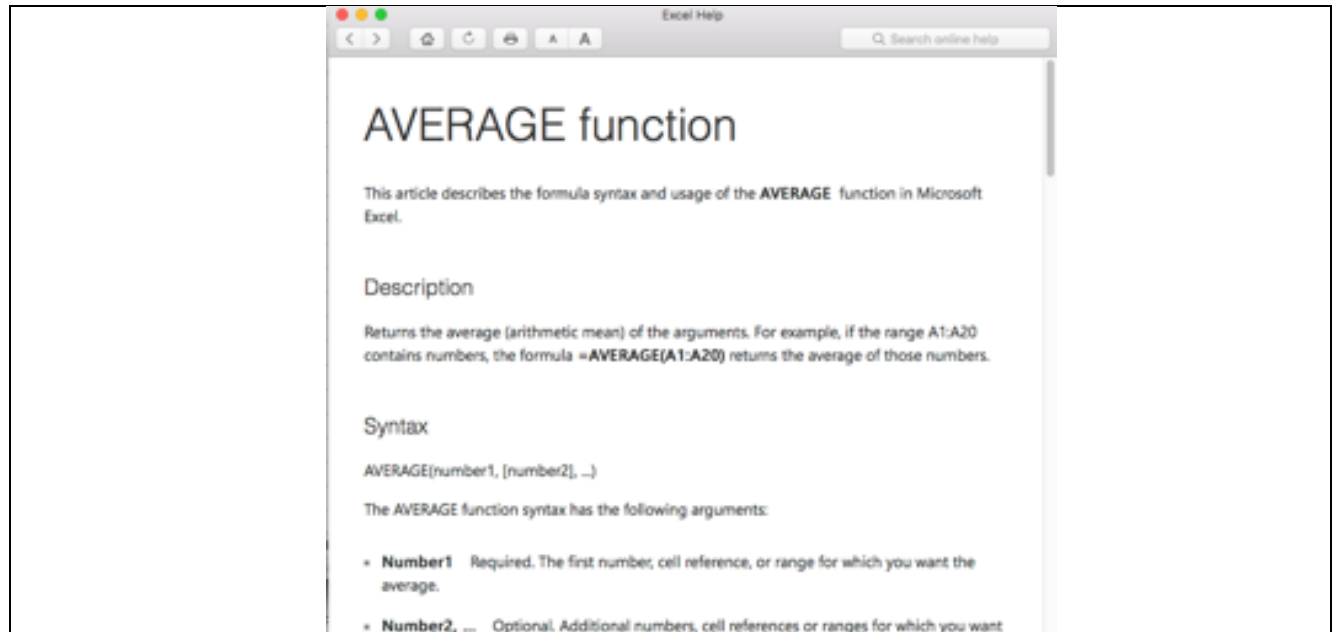 Excel Help
A A
Search online help
AVERAGE function
This article describes the formula syntax and usage of the AVERAGE function in Microsoft
Excel.
Description
Returns the average (arithmetic mean) of the arguments. For example, if the range A1:A20
contains numbers, the formula =AVERAGE(A1:A20) returns the average of those numbers.
Syntax
AVERAGE(number1, [number2], ...)
The AVERAGE function syntax has the following arguments:
• Number1 Required. The first number, cell reference, or range for which you want the
average.
• Number2, ... Optional. Additional numbers, cell references or ranges for which you want